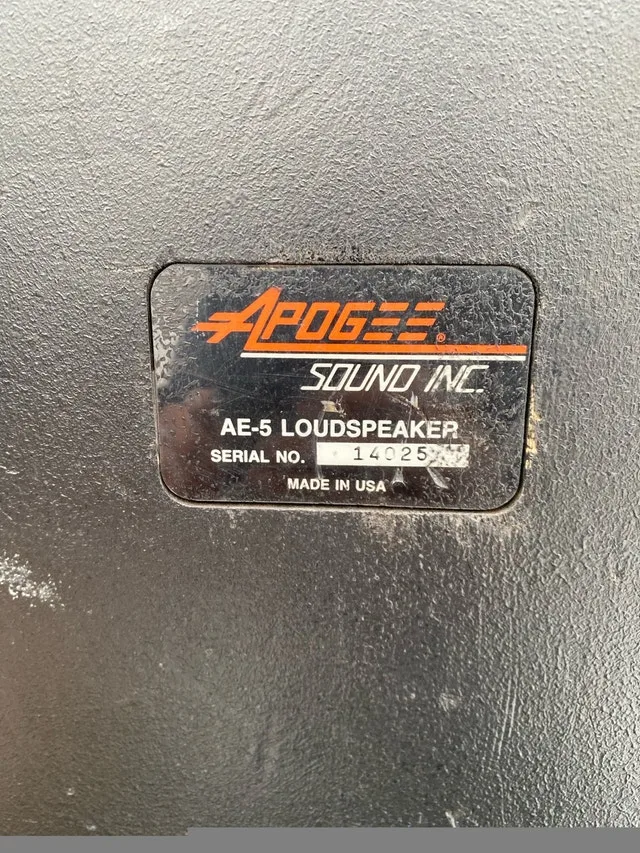 APOGEE®
SOUND INC.
AE-5 LOUDSPEAKER
SERIAL NO. 14025
MADE IN USA